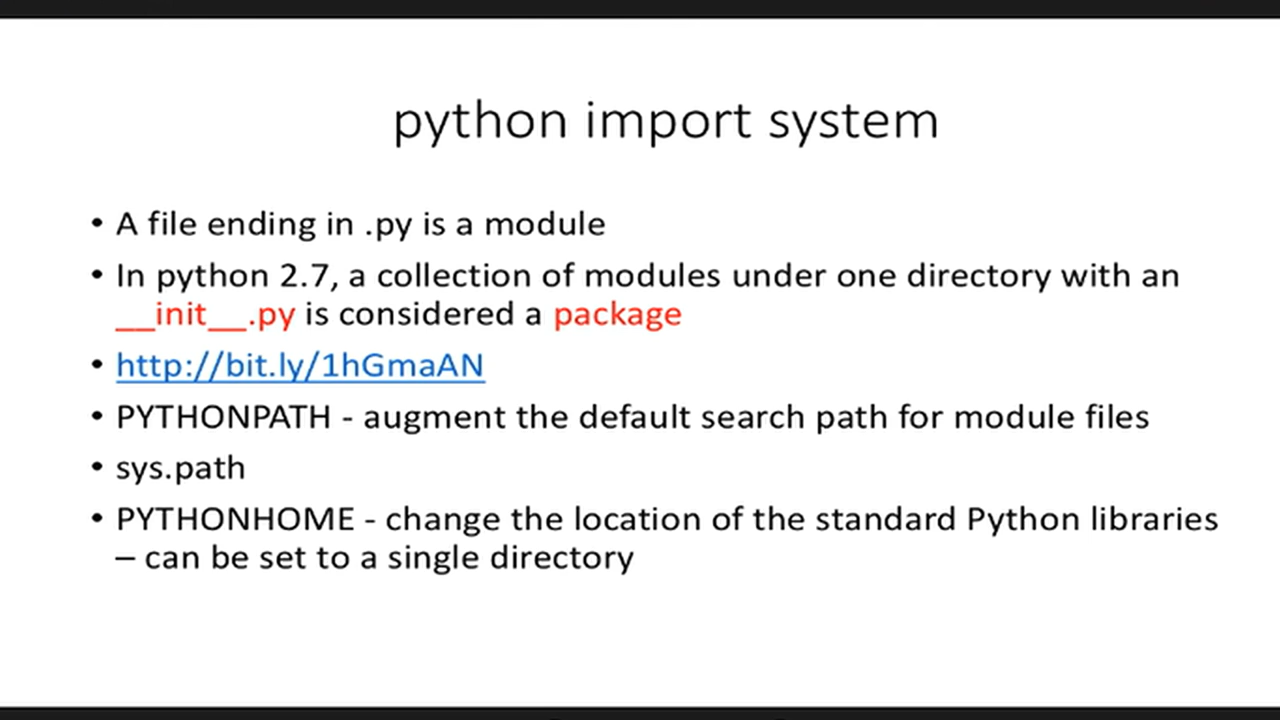 python import system
• A file ending in .py is a module
• In python 2.7, a collection of modules under one directory with an
__init__.py is considered a package
• http://bit.ly/1hGmaAN
• PYTHONPATH - augment the default search path for module files
• sys.path
• PYTHONHOME - change the location of the standard Python libraries
– can be set to a single directory